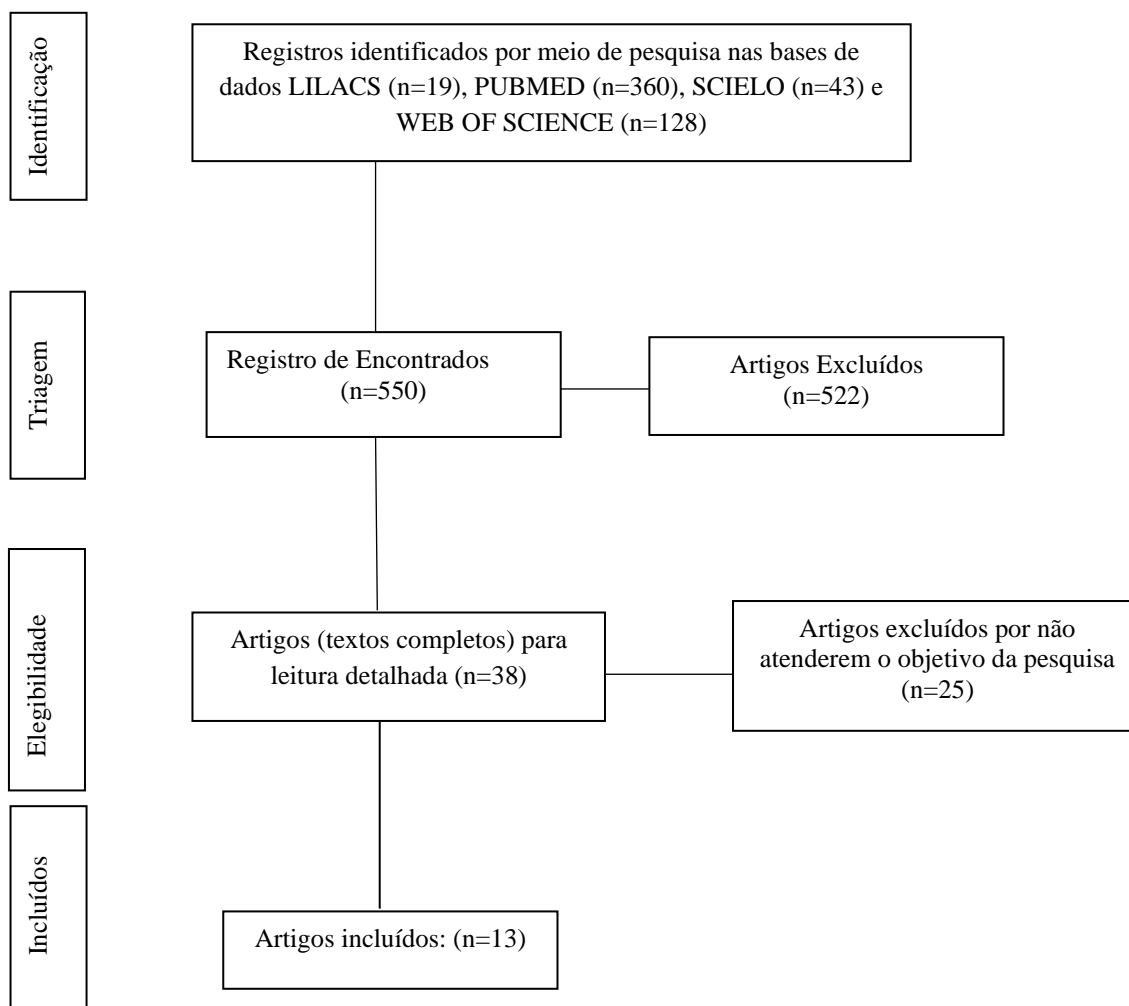 Identificação
Registros identificados por meio de pesquisa nas bases de
dados LILACS (n=19), PUBMED (n=360), SCIELO (n=43) e
WEB OF SCIENCE (n=128)
Triagem
Registro de Encontrados
(n=550)
Artigos Excluídos
(n=522)
Elegibilidade
Artigos (textos completos) para
leitura detalhada (n=38)
Artigos excluídos por não
atenderem o objetivo da pesquisa
(n=25)
Incluídos
Artigos incluídos: (n=13)